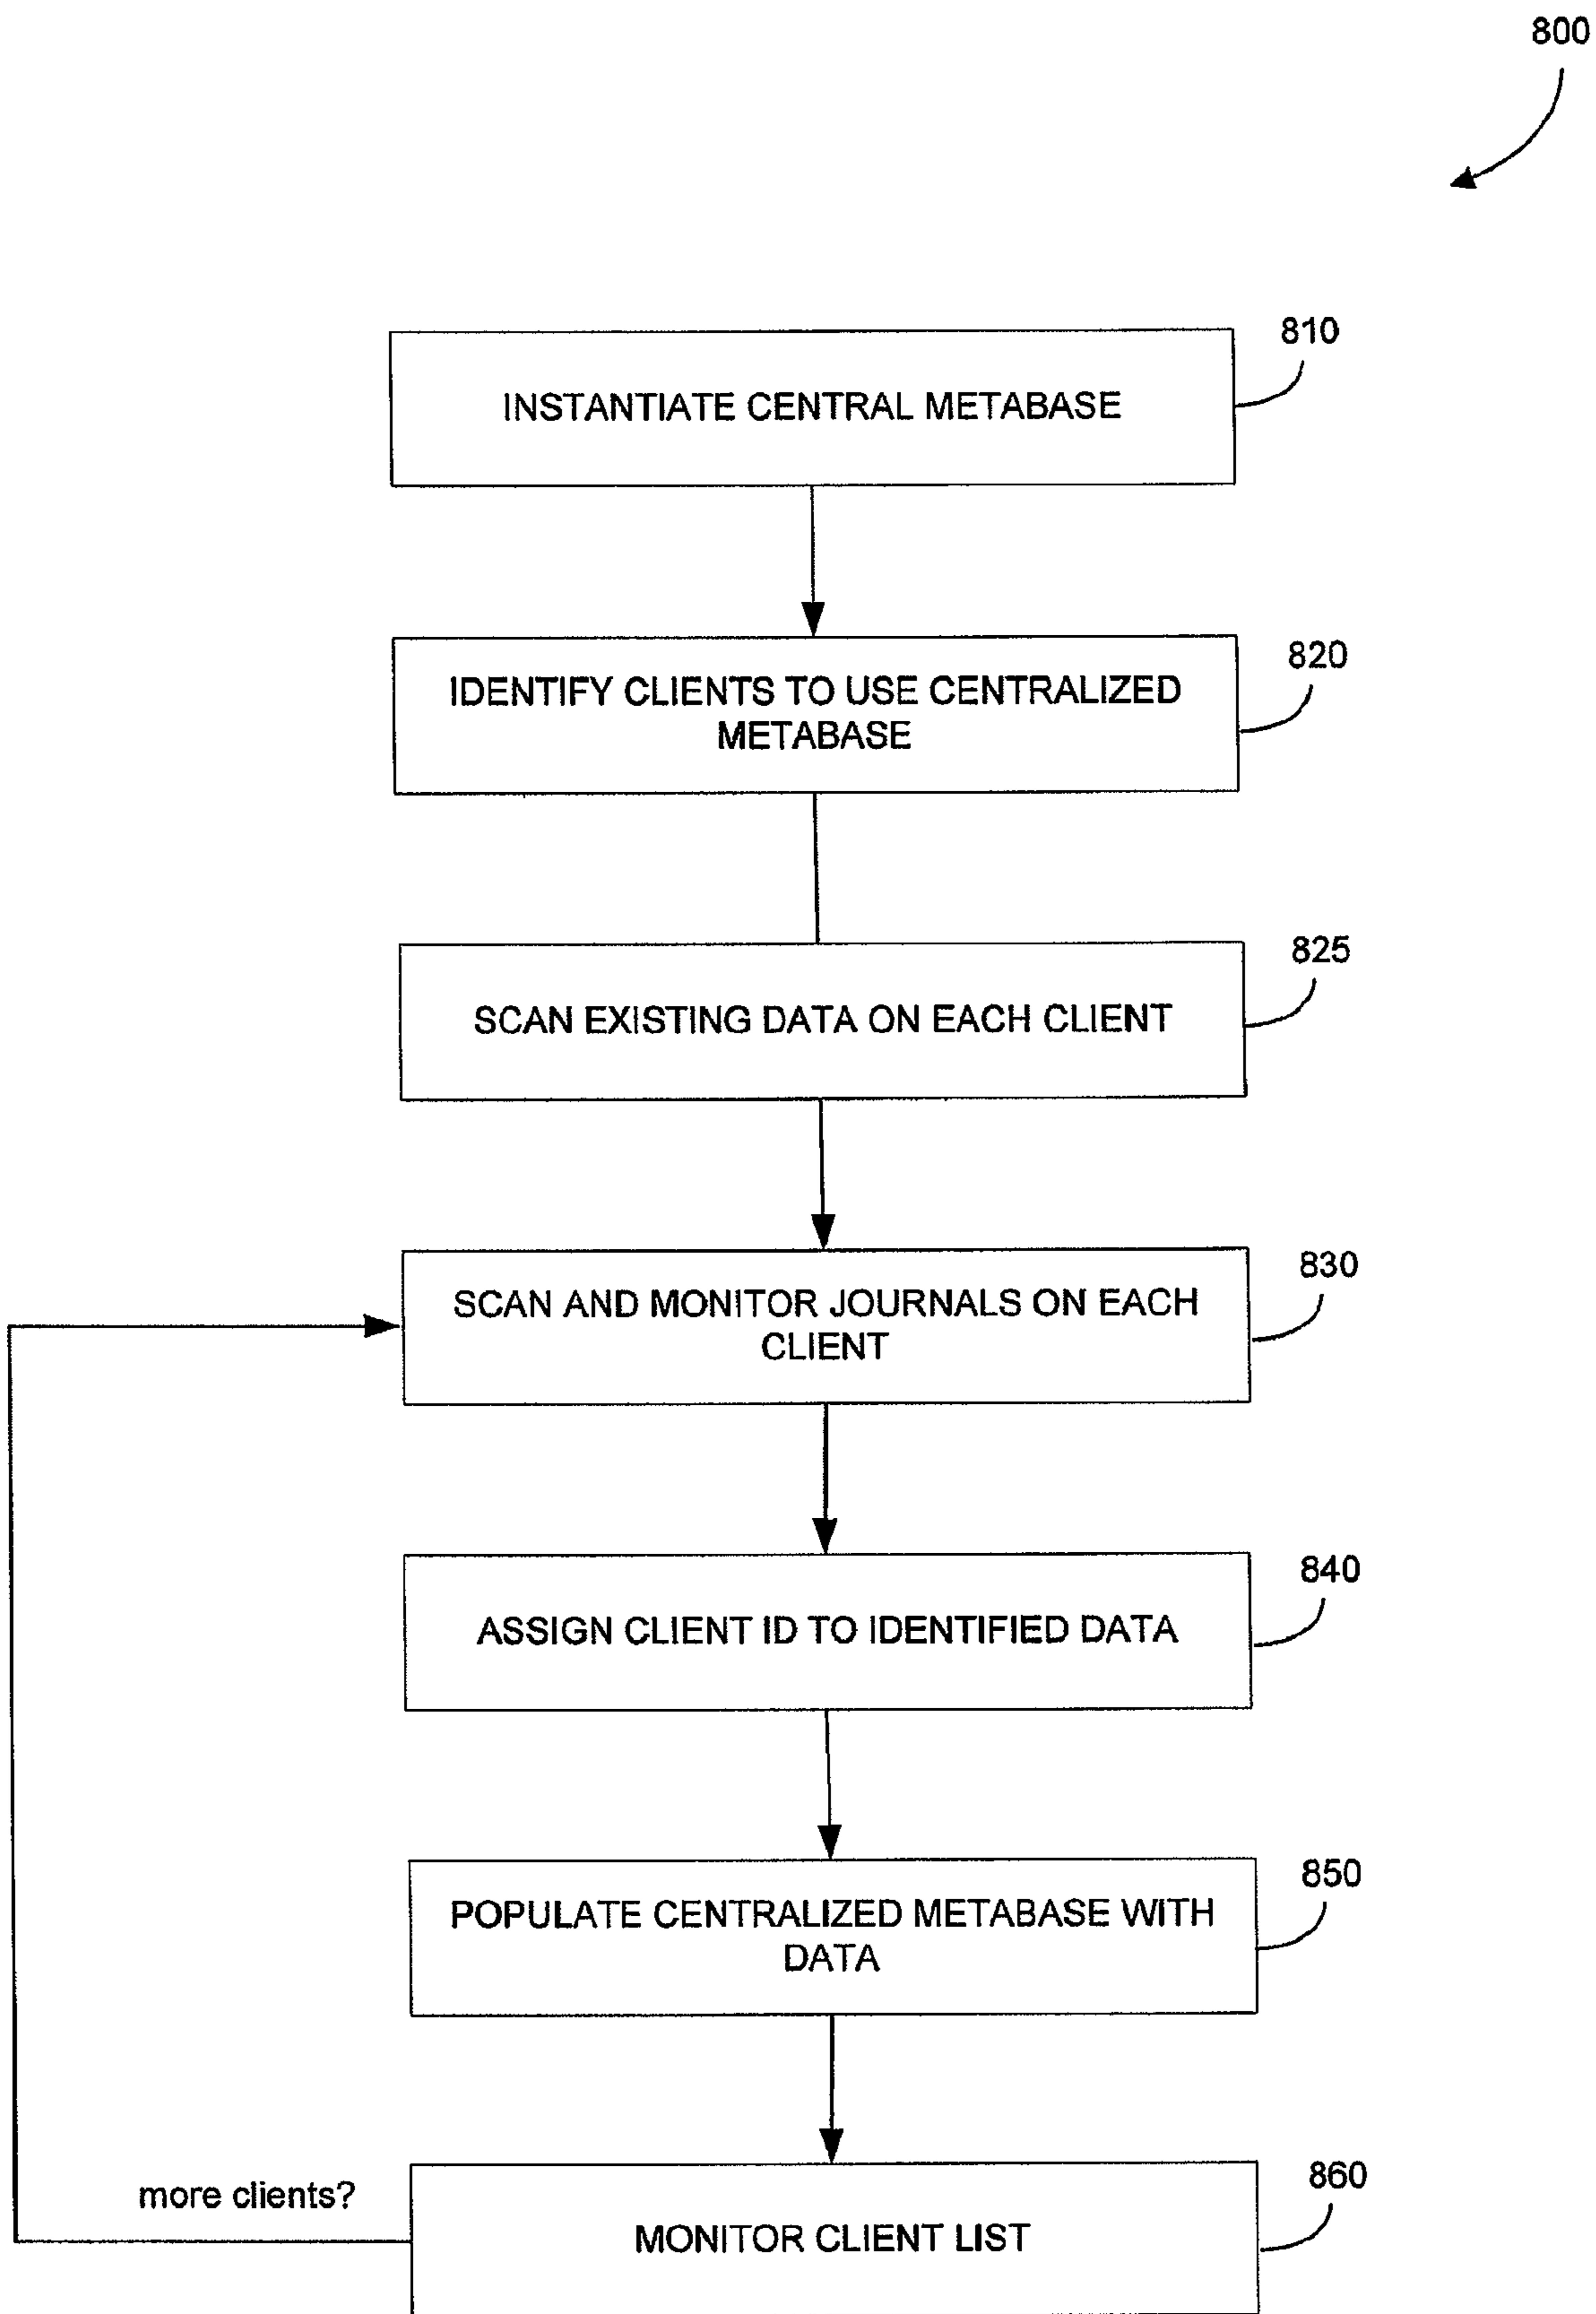 800
810
INSTANTIATE CENTRAL METABASE
820
IDENTIFY CLIENTS TO USE CENTRALIZED
METABASE
825
SCAN EXISTING DATA ON EACH CLIENT
830
SCAN AND MONITOR JOURNALS ON EACH
CLIENT
840
ASSIGN CLIENT ID TO IDENTIFIED DATA
850
POPULATE CENTRALIZED METABASE WITH
DATA
860
more clients?
MONITOR CLIENT LIST